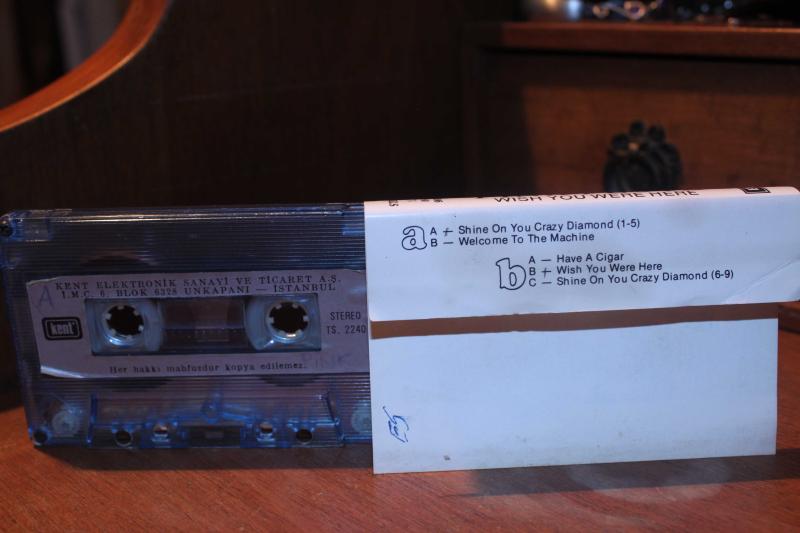 A
KENT ELEKTRONİK SANAYİ VE TİCARET A.Ş.
İ.M.C. 6. BLOK 6328 UNKAPANI — İSTANBUL
kent
STEREO
TS. 2240
Her hakkı mahfuzdur kopya edilemez.
WISH YOU WERE HERE
a
A + Shine On You Crazy Diamond (1-5)
B — Welcome To The Machine
b
A — Have A Cigar
B + Wish You Were Here
C — Shine On You Crazy Diamond (6-9)